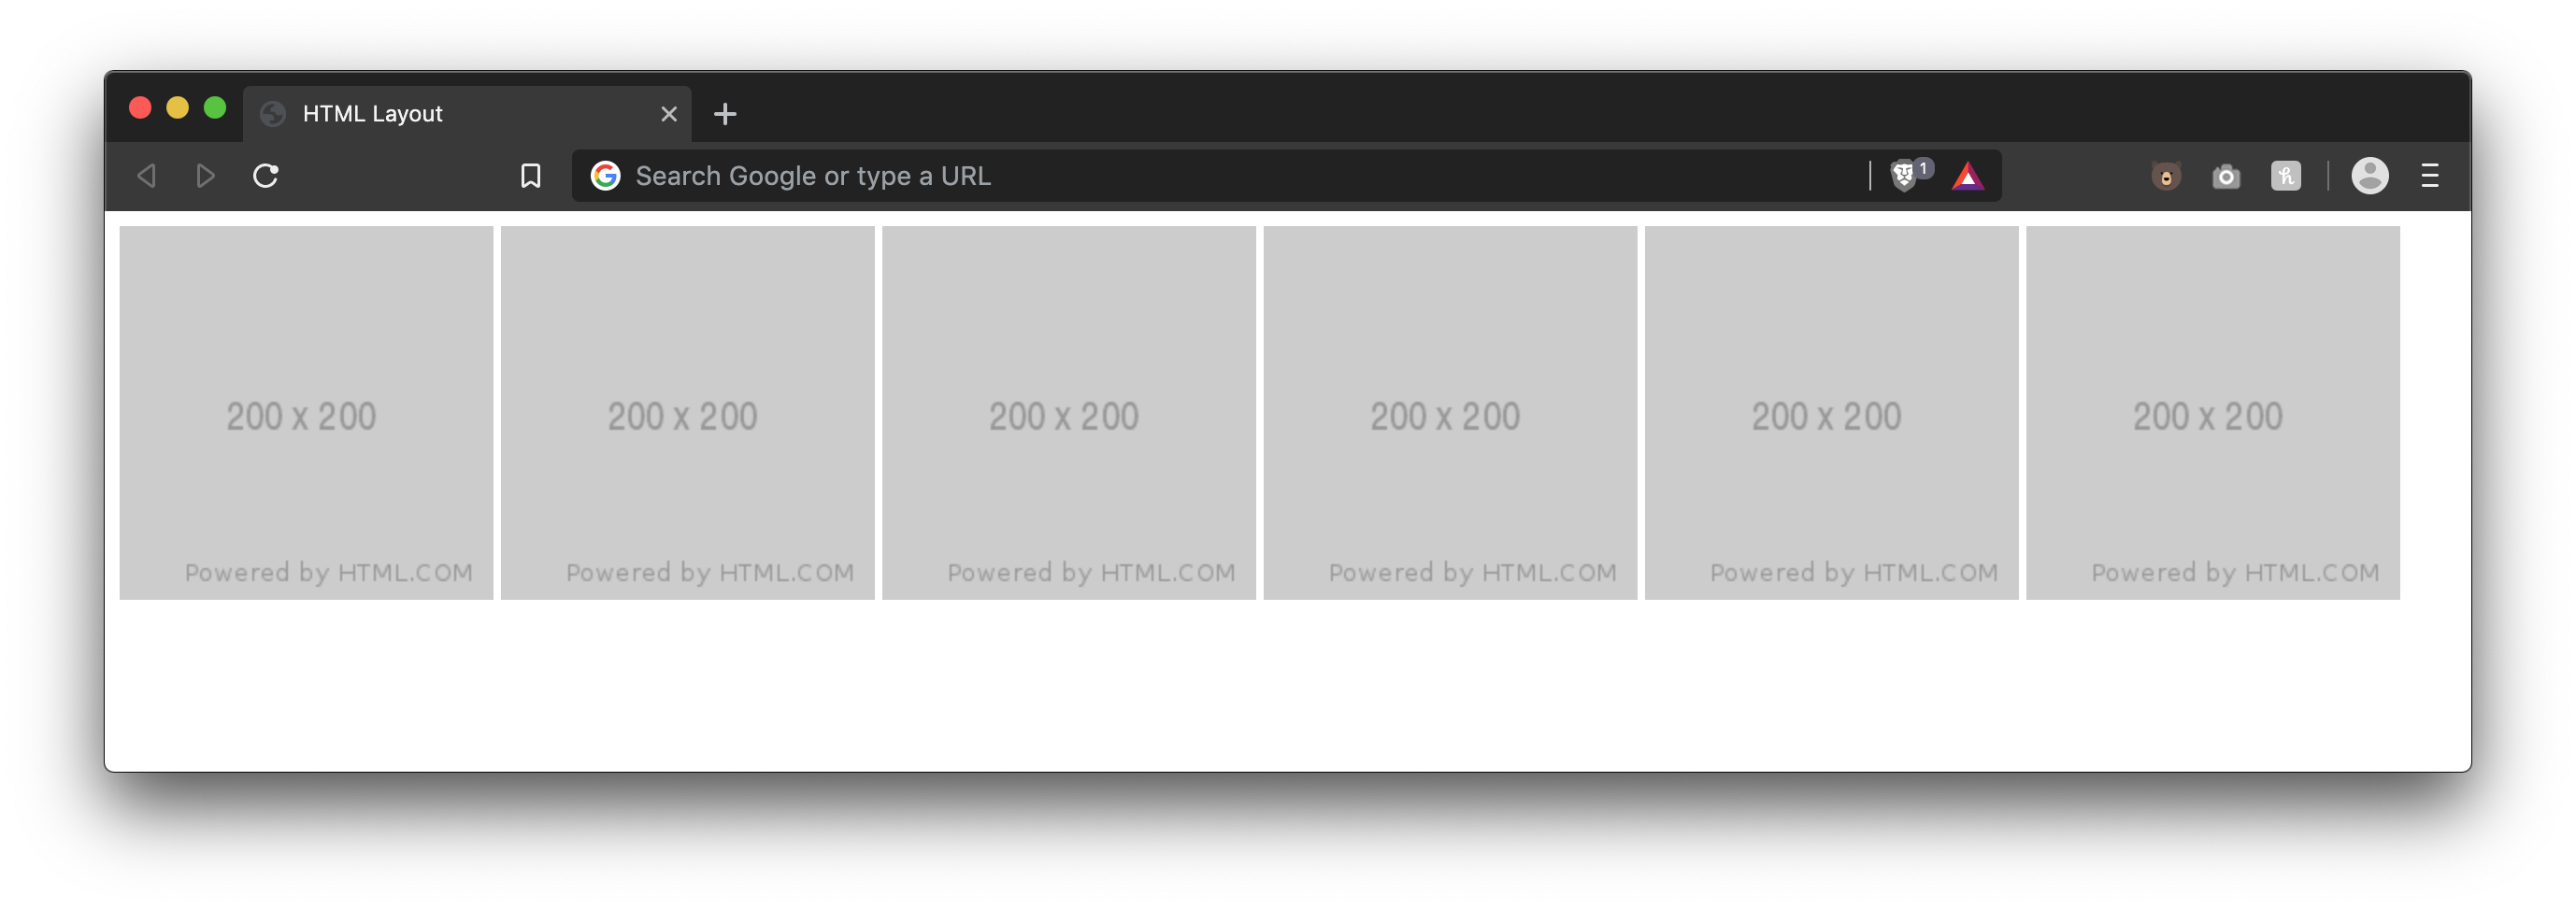 HTML Layout
Search Google or type a URL
1
200 x 200 200 x 200 200 x 200 200 x 200 200 x 200 200 x 200
Powered by HTML.COM Powered by HTML.COM Powered by HTML.COM Powered by HTML.COM Powered by HTML.COM Powered by HTML.COM